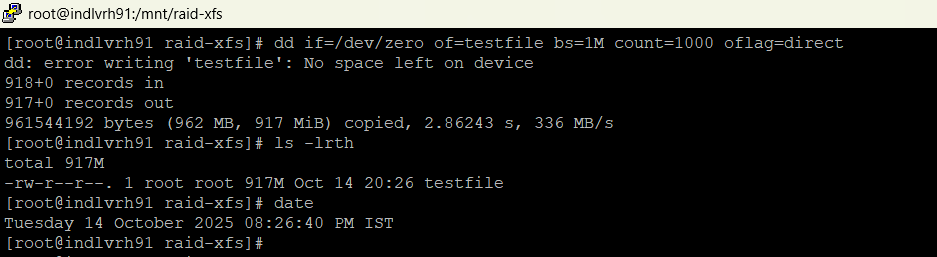 root@indlvrh91:/mnt/raid-xfs
[root@indlvrh91 raid-xfs]# dd if=/dev/zero of=testfile bs=1M count=1000 oflag=direct
dd: error writing 'testfile': No space left on device
918+0 records in
917+0 records out
961544192 bytes (962 MB, 917 MiB) copied, 2.86243 s, 336 MB/s
[root@indlvrh91 raid-xfs]# ls -lrth
total 917M
-rw-r--r--. 1 root root 917M Oct 14 20:26 testfile
[root@indlvrh91 raid-xfs]# date
Tuesday 14 October 2025 08:26:40 PM IST
[root@indlvrh91 raid-xfs]#